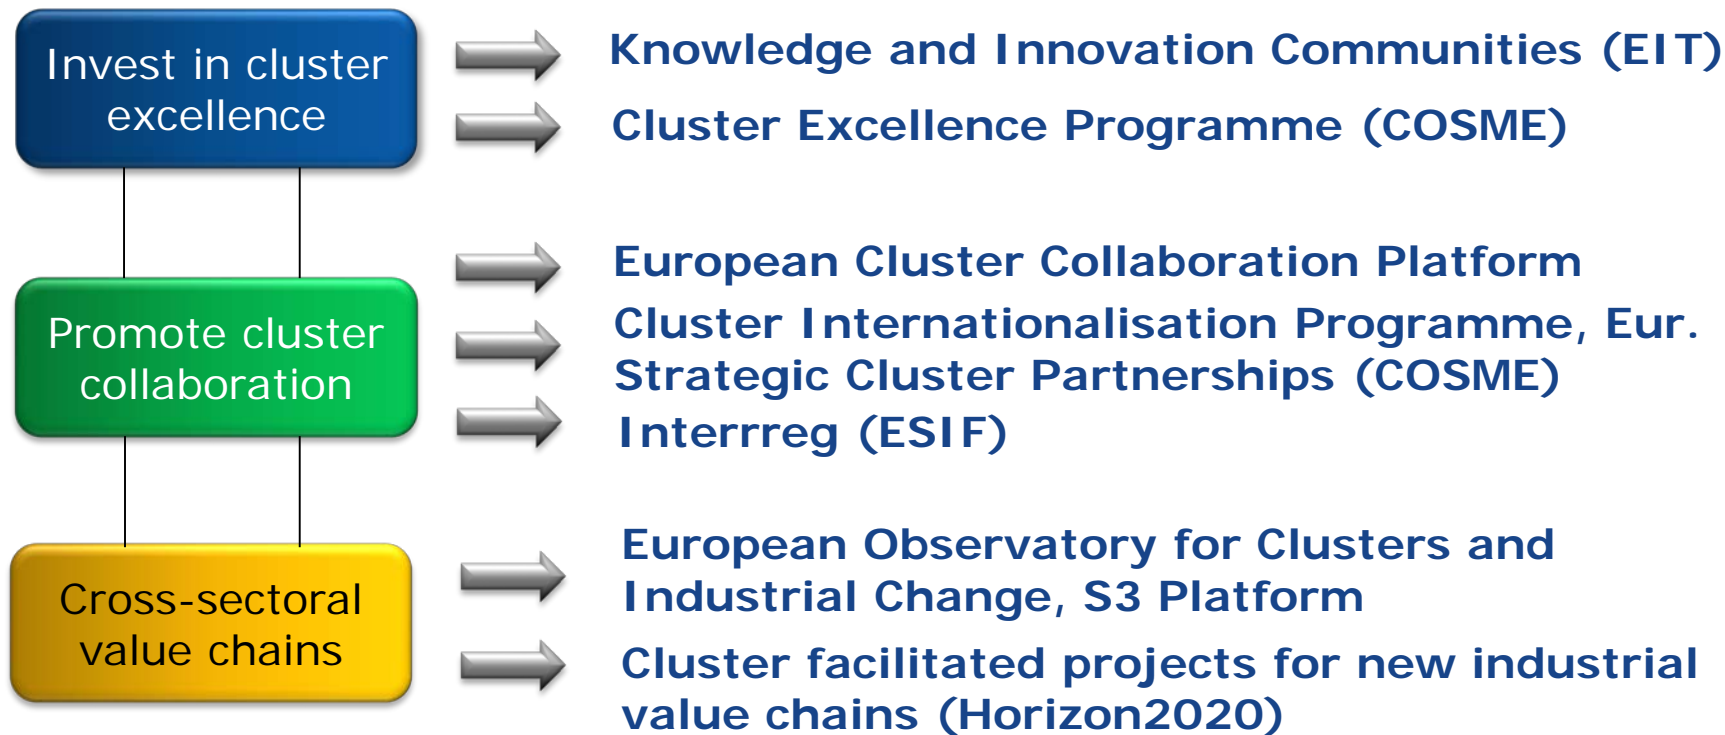 Invest in cluster
excellence
Knowledge and Innovation Communities (EIT)
Cluster Excellence Programme (COSME)
Promote cluster
collaboration
European Cluster Collaboration Platform
Cluster Internationalisation Programme, Eur.
Strategic Cluster Partnerships (COSME)
Interrreg (ESIF)
Cross-sectoral
value chains
European Observatory for Clusters and
Industrial Change, S3 Platform
Cluster facilitated projects for new industrial
value chains (Horizon2020)